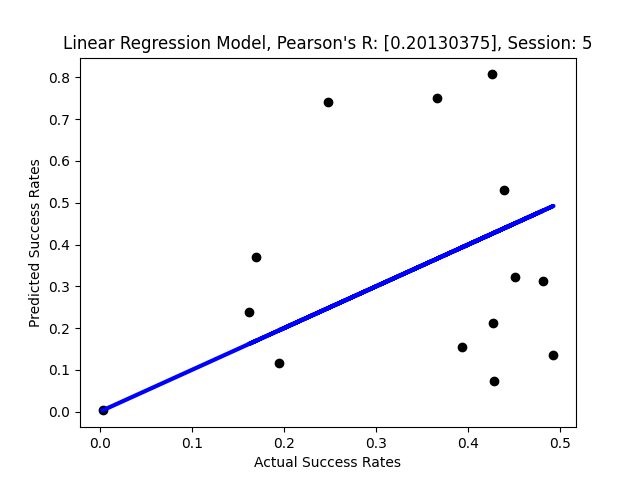 Linear Regression Model, Pearson's R: [0.20130375], Session: 5
0.8
0.7
0.6
0.5
0.4
0.3
0.2
0.1
0.0
Predicted Success Rates
0.0 0.1 0.2 0.3 0.4 0.5
Actual Success Rates